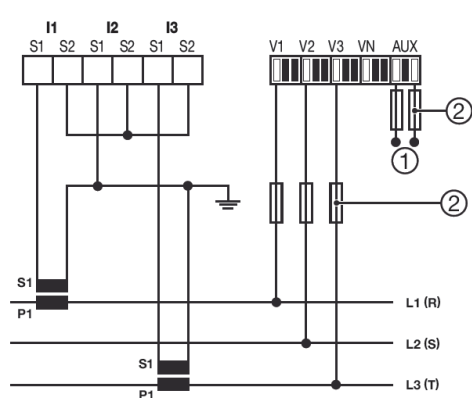 I1 I2 I3
S1 S2 S1 S2 S1 S2
V1 V2 V3 VN AUX
2
1
2
S1
P1
L1 (R)
L2 (S)
S1
P1
L3 (T)